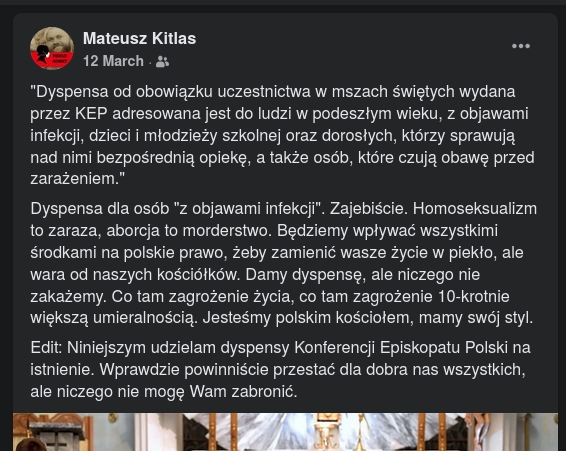 Mateusz Kitlas
12 March ·
"Dyspensa od obowiązku uczestnictwa w mszach świętych wydana
przez KEP adresowana jest do ludzi w podeszłym wieku, z objawami
infekcji, dzieci i młodzieży szkolnej oraz dorosłych, którzy sprawują
nad nimi bezpośrednią opiekę, a także osób, które czują obawę przed
zarażeniem."
Dyspensa dla osób "z objawami infekcji". Zajebiście. Homoseksualizm
to zaraza, aborcja to morderstwo. Będziemy wpływać wszystkimi
środkami na polskie prawo, żeby zamienić wasze życie w piekło, ale
wara od naszych kościółków. Damy dyspensę, ale niczego nie
zakażemy. Co tam zagrożenie życia, co tam zagrożenie 10-krotnie
większą umieralnością. Jesteśmy polskim kościołem, mamy swój styl.
Edit: Niniejszym udzielam dyspensy Konferencji Episkopatu Polski na
istnienie. Wprawdzie powinniście przestać dla dobra nas wszystkich,
ale niczego nie mogę Wam zabronić.